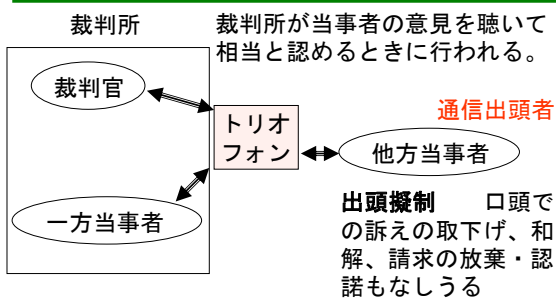 裁判所
裁判所が当事者の意見を聴いて
相当と認めるときに行われる。
裁判官
トリオ
フォン
通信出頭者
他方当事者
一方当事者
出頭擬制　　口頭で
の訴えの取下げ、和
解、請求の放棄・認
諾もなしうる